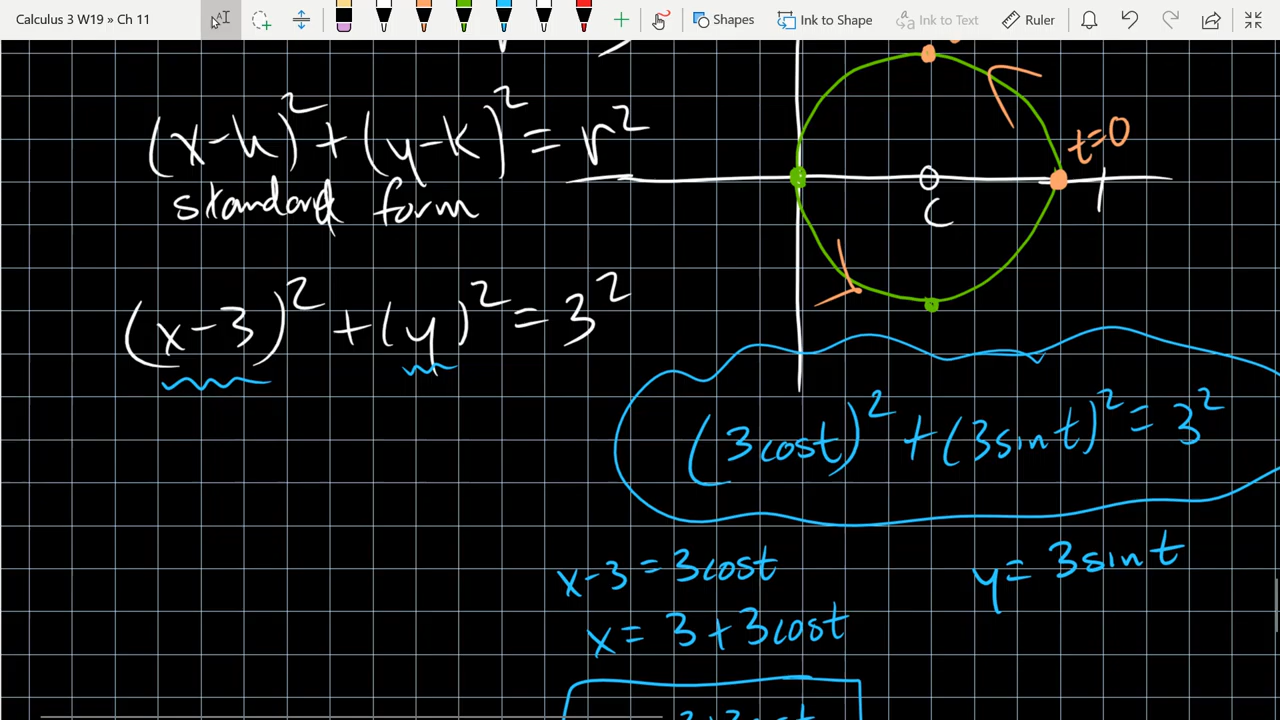 Calculus 3 W19 » Ch 11
Shapes
Ink to Shape
Ink to Text
Ruler
(x-h)²+(y-k)²=r²
standard form
t=0
C
(x-3)²+(y)²=3²
(3cost)²+(3sint)²=3²
x-3=3cost
y=3sint
x=3+3cost